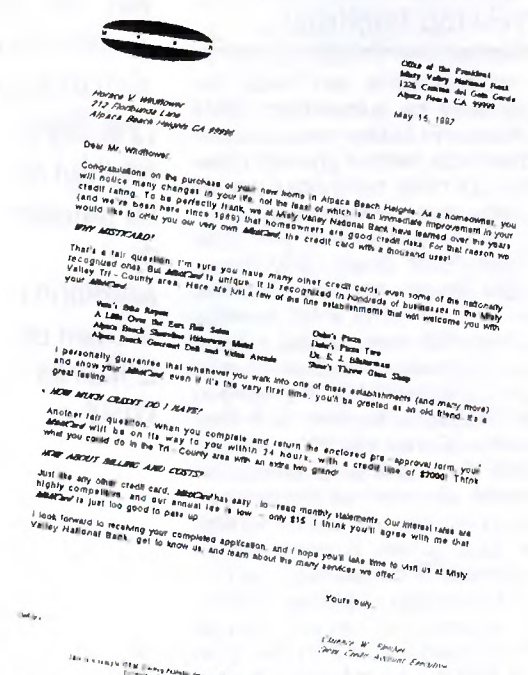 Office of the President
Misty Valley National Bank
1326 Camino del Gato Gordo
Alpaca Beach CA 99999
May 15, 1987
Horace V. Wildflower
212 Floribunda Lane
Alpaca Beach Heights CA 99996
Dear Mr. Wildflower:
Congratulations on the purchase of your new home in Alpaca Beach Heights. As a homeowner, you
will notice many changes in your life, not the least of which is an immediate improvement in your
credit rating. To be perfectly frank, we at Misty Valley National Bank have learned over the years
(and we've been here since 1969) that homeowners are good credit risks. For that reason we
would like to offer you our very own MistiCard, the credit card with a thousand uses!
WHY MISTICARD?
That's a fair question. I'm sure you have many other credit cards, even some of the nationally
recognized ones. But MistiCard is unique. It is recognized in hundreds of businesses in the Misty
Valley Tri-County area. Here are just a few of the fine establishments that will welcome you with
your MistiCard
Bike Repair
A Little Over the Ears Hair Salon
Alpaca Beach Shoreline Hideaway Motel
Alpaca Beach Gourmet Deli and Video Arcade
Duke's Pizza
Duke's Pizza Two
Dr. E. J.
Glass Shop
I personally guarantee that whenever you walk into one of these establishments (and many more)
and show your MistiCard even if it's the very first time, you'll be greeted as an old friend. It's a
great feeling.
HOW MUCH CREDIT DO I HAVE?
Another fair question. When you complete and return the enclosed pre-approval form, your
MistiCard will be on its way to you within 24 hours, with a credit line of $2000! Think
what you could do in the Tri-County area with an extra two grand!
HOW ABOUT BILLING AND COSTS?
Just like any other credit card, MistiCard has easy-to-read monthly statements. Our interest rates are
highly competitive, and our annual fee is low - only $15. I think you'll agree with me that
MistiCard is just too good to pass up.
I look forward to receiving your completed application, and I hope you'll take time to visit us at Misty
Valley National Bank, get to know us, and learn about the many services we offer.
Yours truly,
Clarence W.
Account Executive
This is a sample of